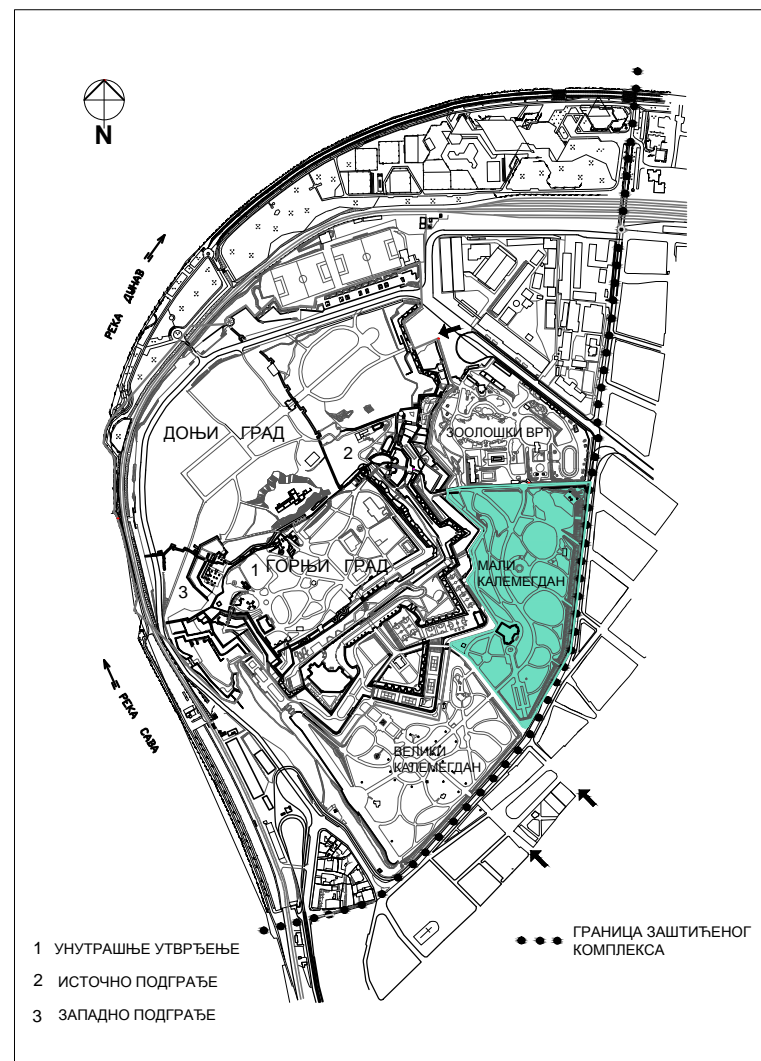 N
РЕКА ДУНАВ
ДОЊИ ГРАД
2
ЗООЛОШКИ ВРТ
1 ГОРЊИ ГРАД
3
МАЛИ
КАЛЕМЕГДАН
РЕКА САВА
ВЕЛИКИ
КАЛЕМЕГДАН
1 УНУТРАШЊЕ УТВРЂЕЊЕ
2 ИСТОЧНО ПОДГРАЂЕ
3 ЗАПАДНО ПОДГРАЂЕ
ГРАНИЦА ЗАШТИЋЕНОГ
КОМПЛЕКСА